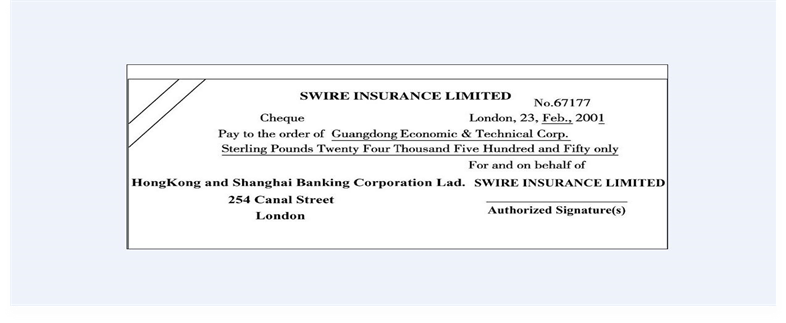 SWIRE INSURANCE LIMITED
No.67177
Cheque London, 23, Feb., 2001
Pay to the order of Guangdong Economic & Technical Corp.
Sterling Pounds Twenty Four Thousand Five Hundred and Fifty only
For and on behalf of
HongKong and Shanghai Banking Corporation Lad. SWIRE INSURANCE LIMITED
254 Canal Street
Authorized Signature(s)
London